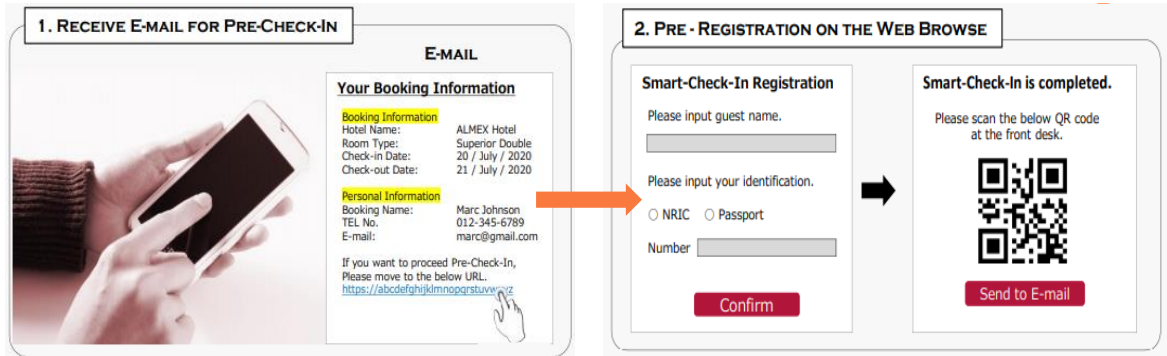 1. RECEIVE E-MAIL FOR PRE-CHECK-IN
E-MAIL
Your Booking Information
Booking Information
Hotel Name: ALMEX Hotel
Room Type: Superior Double
Check-in Date: 20 / July / 2020
Check-out Date: 21 / July / 2020
Personal Information
Booking Name: Marc Johnson
TEL No. 012-345-6789
E-mail: marc@gmail.com
If you want to proceed Pre-Check-In,
Please move to the below URL.
https://abcdefghijklmnopqrstuvwxyz
2. PRE - REGISTRATION ON THE WEB BROWSE
Smart-Check-In Registration
Please input guest name.
Please input your identification.
NRIC Passport
Number
Confirm
Smart-Check-In is completed.
Please scan the below QR code
at the front desk.
Send to E-mail